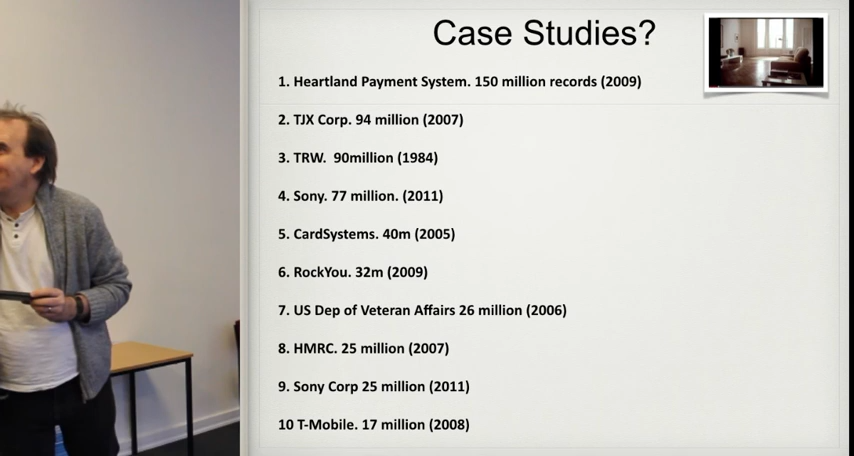 Case Studies?
1. Heartland Payment System. 150 million records (2009)
2. TJX Corp. 94 million (2007)
3. TRW.  90million (1984)
4. Sony. 77 million. (2011)
5. CardSystems. 40m (2005)
6. RockYou. 32m (2009)
7. US Dep of Veteran Affairs 26 million (2006)
8. HMRC. 25 million (2007)
9. Sony Corp 25 million (2011)
10 T-Mobile. 17 million (2008)